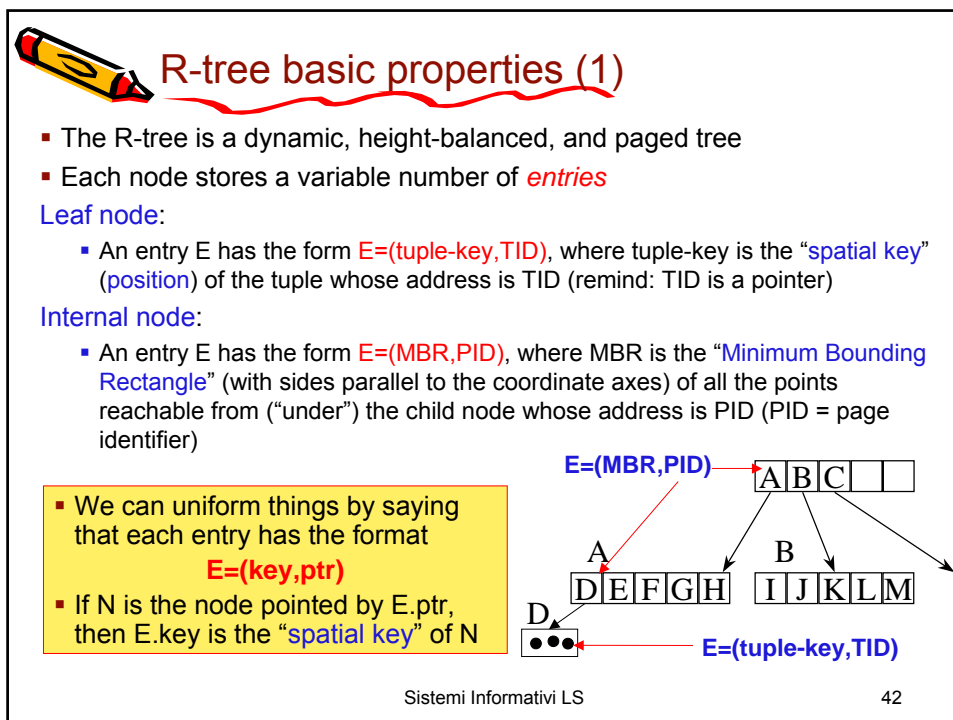 R-tree basic properties (1)
▪ The R-tree is a dynamic, height-balanced, and paged tree
▪ Each node stores a variable number of entries
Leaf node:
▪ An entry E has the form E=(tuple-key,TID), where tuple-key is the “spatial key”
(position) of the tuple whose address is TID (remind: TID is a pointer)
Internal node:
▪ An entry E has the form E=(MBR,PID), where MBR is the “Minimum Bounding
Rectangle” (with sides parallel to the coordinate axes) of all the points
reachable from (“under”) the child node whose address is PID (PID = page
identifier)
▪ We can uniform things by saying
that each entry has the format
E=(key,ptr)
▪ If N is the node pointed by E.ptr,
then E.key is the “spatial key” of N
E=(MBR,PID)
A B C
A
B
D E F G H
I J K L M
D
E=(tuple-key,TID)
Sistemi Informativi LS
42